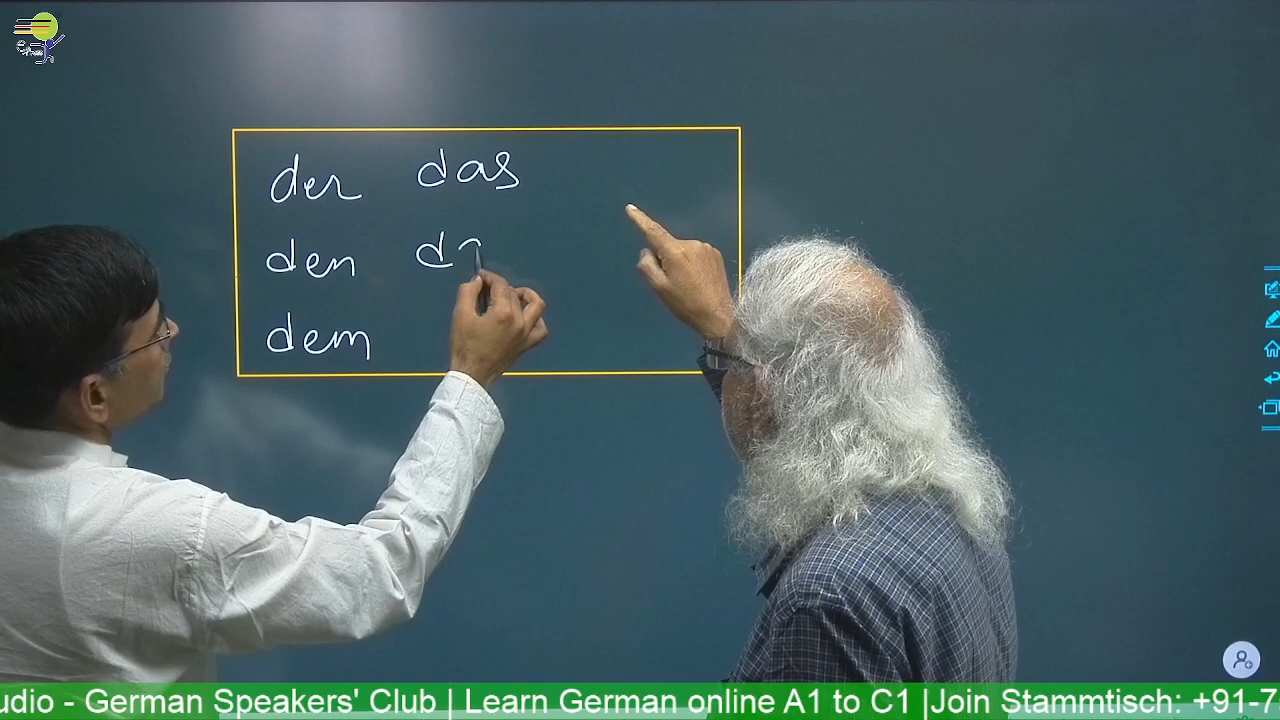 der das
den d
dem
udio - German Speakers' Club | Learn German online A1 to C1 |Join Stammtisch: +91-7